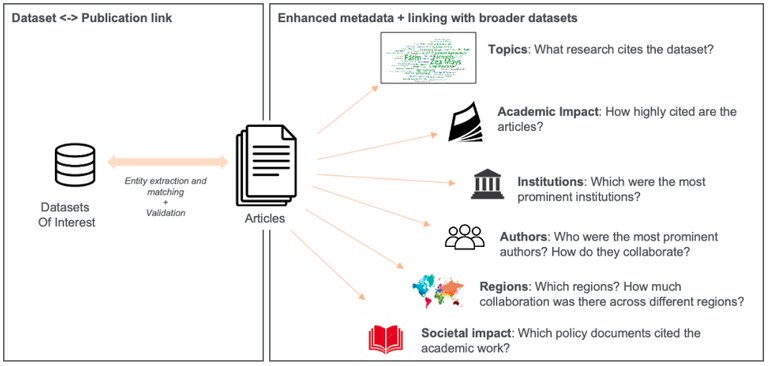 Dataset <-> Publication link
Datasets
Of Interest
Entity extraction and
matching
+
Validation
Articles
Enhanced metadata + linking with broader datasets
Farm
Zea Mays
Topics: What research cites the dataset?
Academic Impact: How highly cited are the
articles?
Institutions: Which were the most
prominent institutions?
Authors: Who were the most prominent
authors? How do they collaborate?
Regions: Which regions? How much
collaboration was there across different regions?
Societal impact: Which policy documents cited the
academic work?